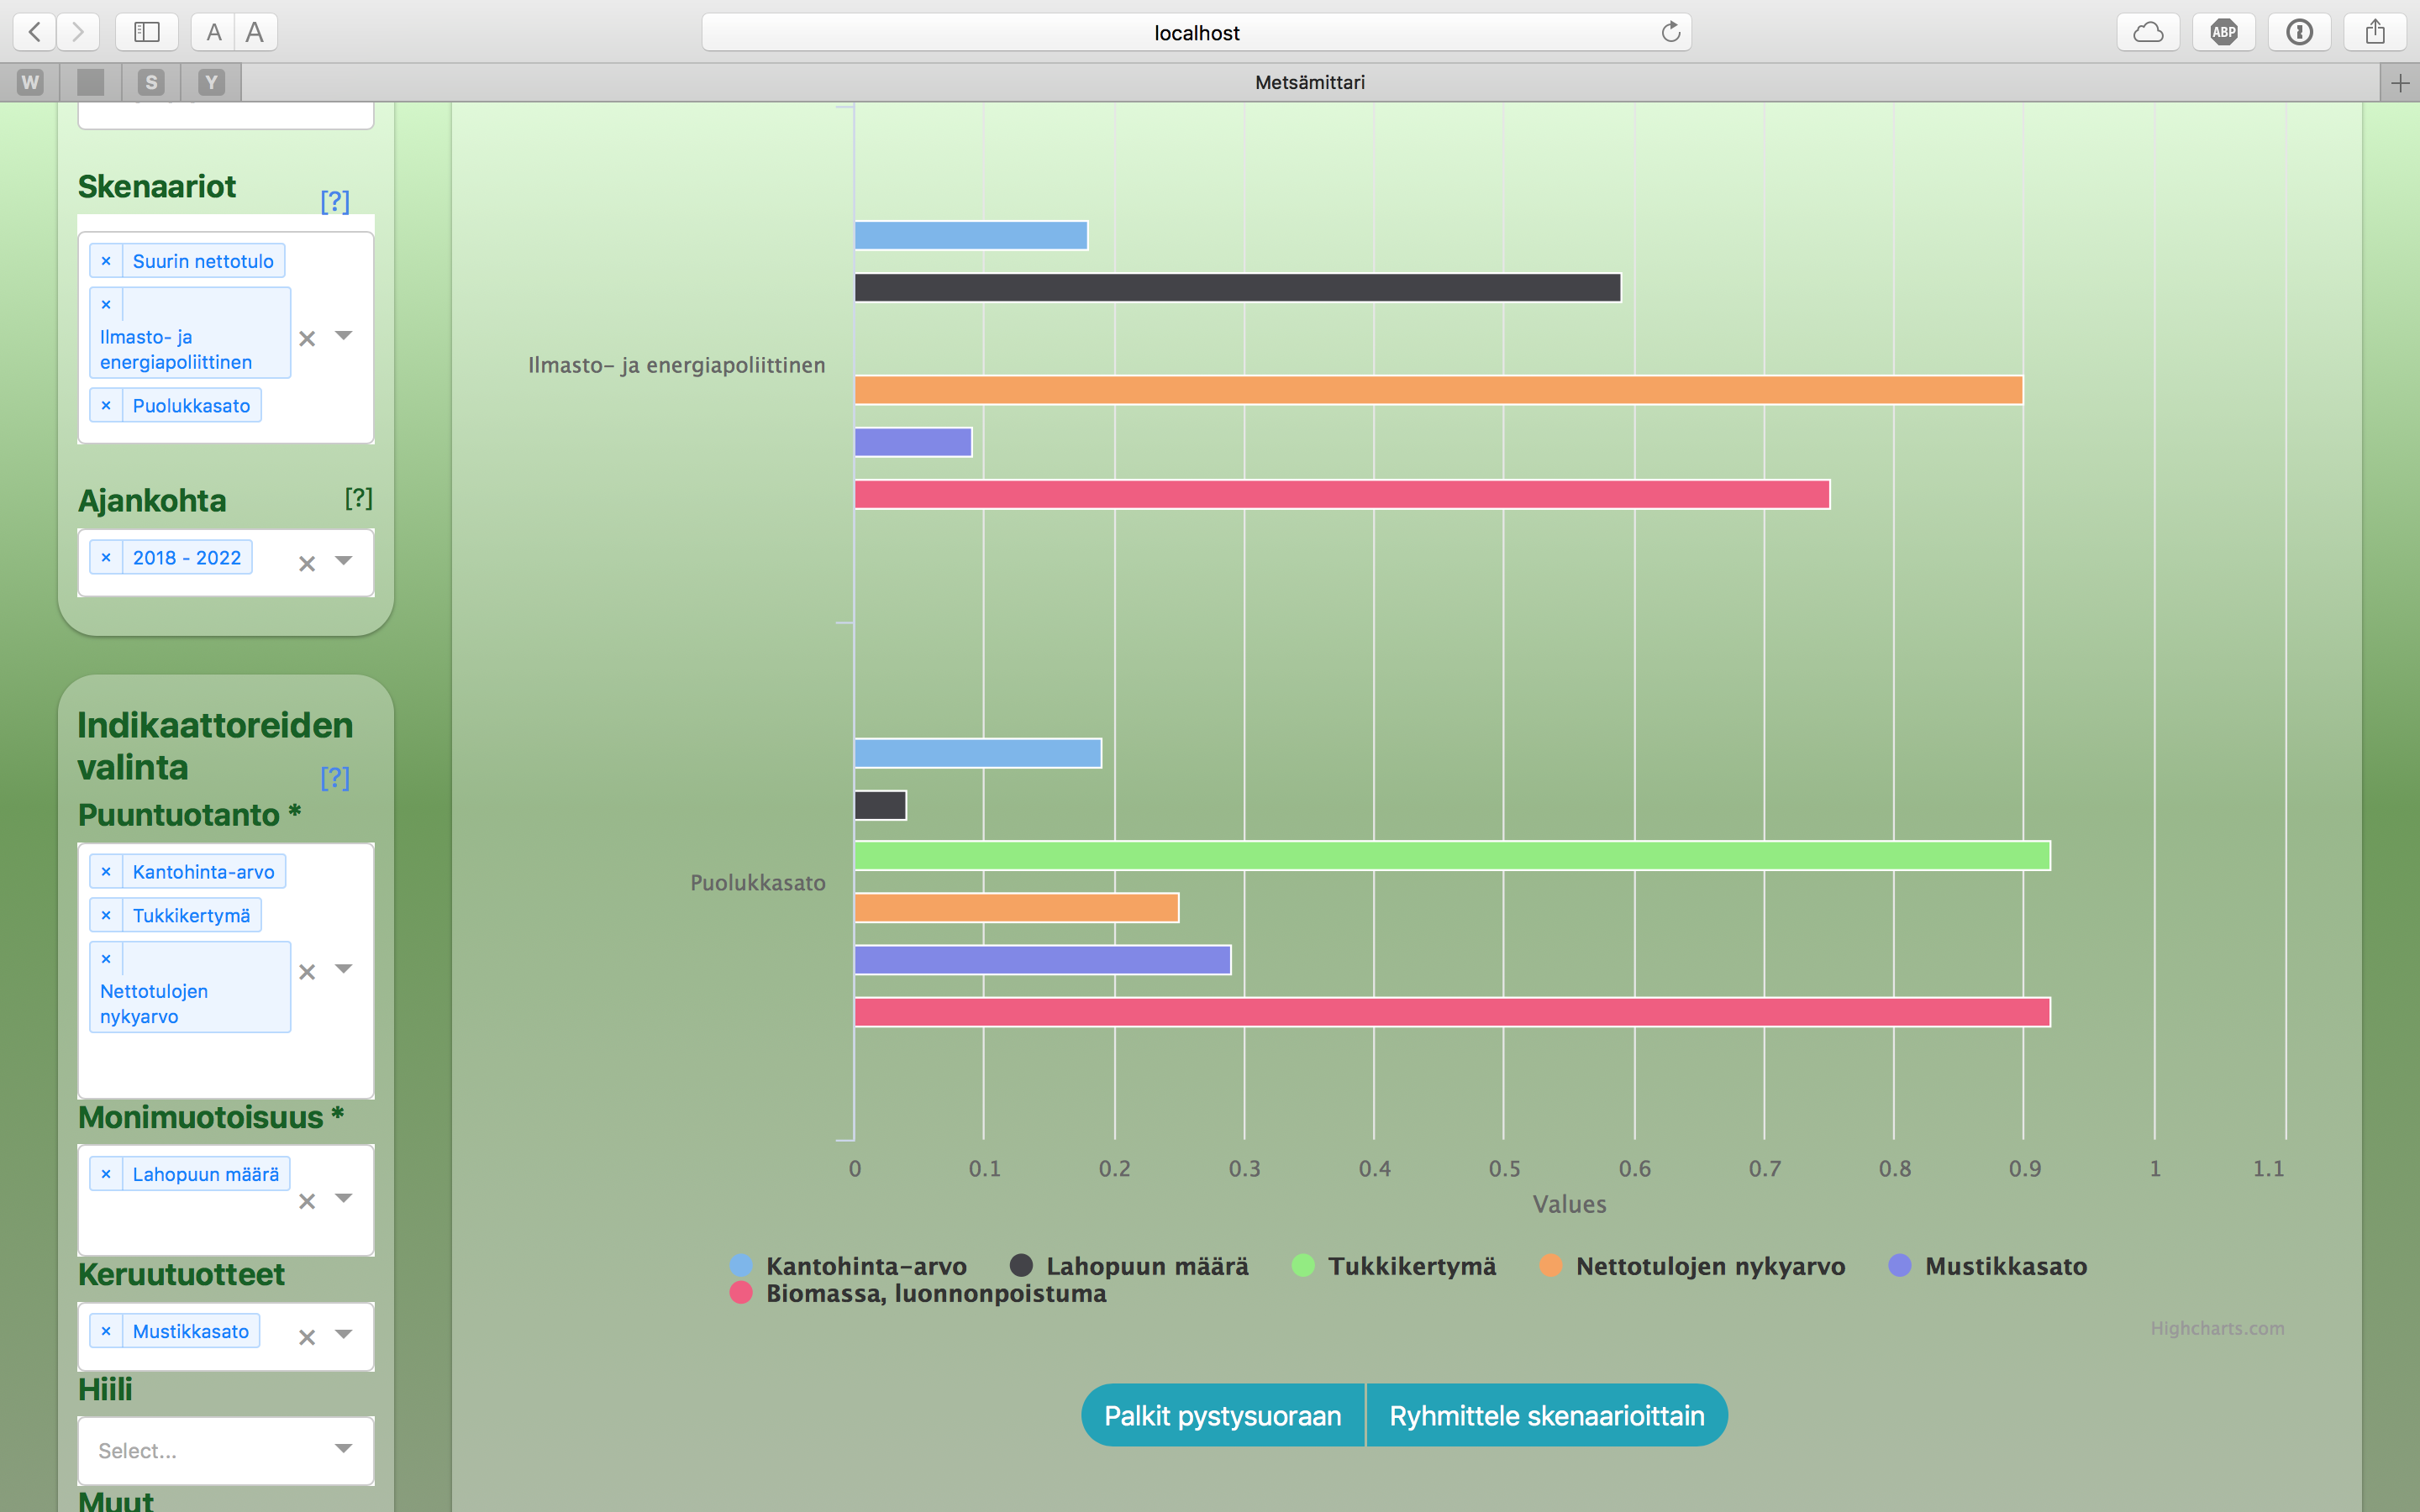 A A
localhost
ABP
W
S
Y
Metsämittari
Skenaariot
[?]
× Suurin nettotulo
×
Ilmasto- ja
energiapoliittinen
× Puolukkasato
Ajankohta
[?]
× 2018 - 2022
Indikaattoreiden
valinta
[?]
Puuntuotanto *
× Kantohinta-arvo
× Tukkikertymä
×
Nettotulojen
nykyarvo
Monimuotoisuus *
× Lahopuun määrä
Keruutuotteet
× Mustikkasato
Hiili
Select...
Muut
Ilmasto- ja energiapoliittinen
Puolukkasato
0 0.1 0.2 0.3 0.4 0.5 0.6 0.7 0.8 0.9 1 1.1
Values
Kantohinta-arvo Lahopuun määrä Tukkikertymä Nettotulojen nykyarvo Mustikkasato
Biomassa, luonnonpoistuma
Highcharts.com
Palkit pystysuoraan Ryhmittele skenaarioittain